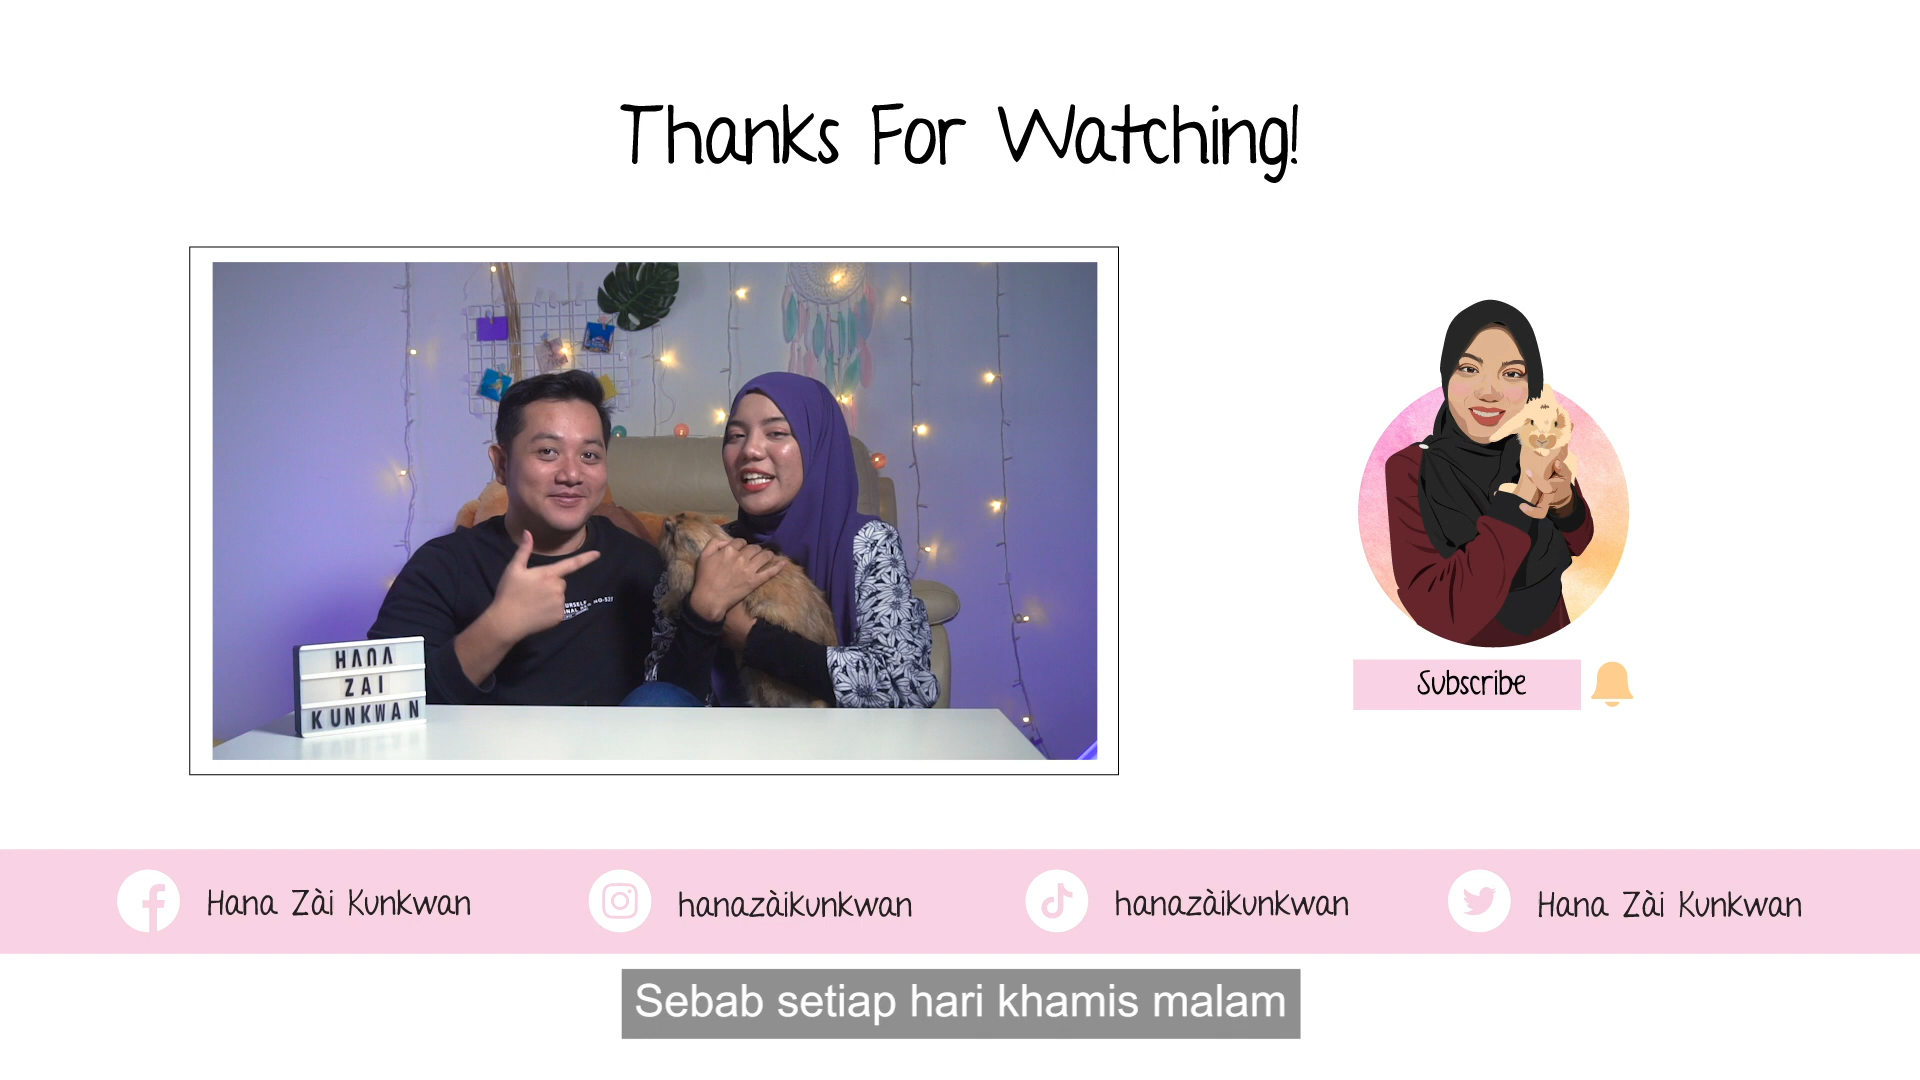 Thanks For Watching!
HANA
ZAI
KUNKWAN
Subscribe
Hana Zài Kunkwan
hanazàikunkwan
hanazàikunkwan
Hana Zài Kunkwan
Sebab setiap hari khamis malam